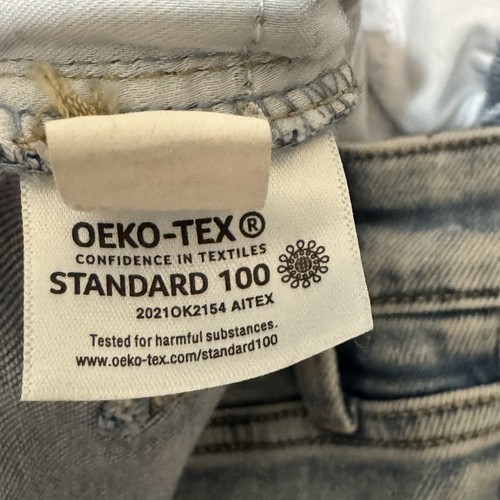 OEKO-TEX®
CONFIDENCE IN TEXTILES
STANDARD 100
2021OK2154 AITEX
Tested for harmful substances.
www.oeko-tex.com/standard100